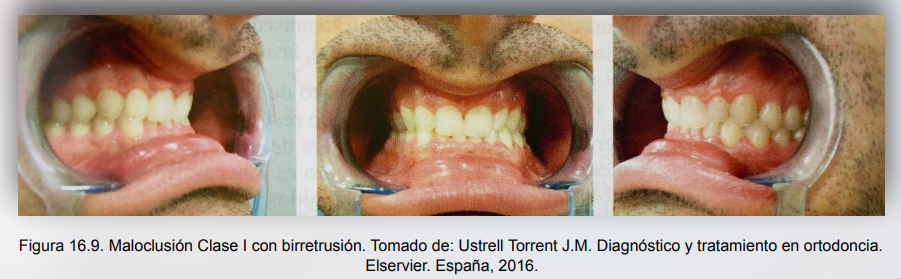 Figura 16.9. Maloclusión Clase I con birretrusión. Tomado de: Ustrell Torrent J.M. Diagnóstico y tratamiento en ortodoncia.
Elservier. España, 2016.